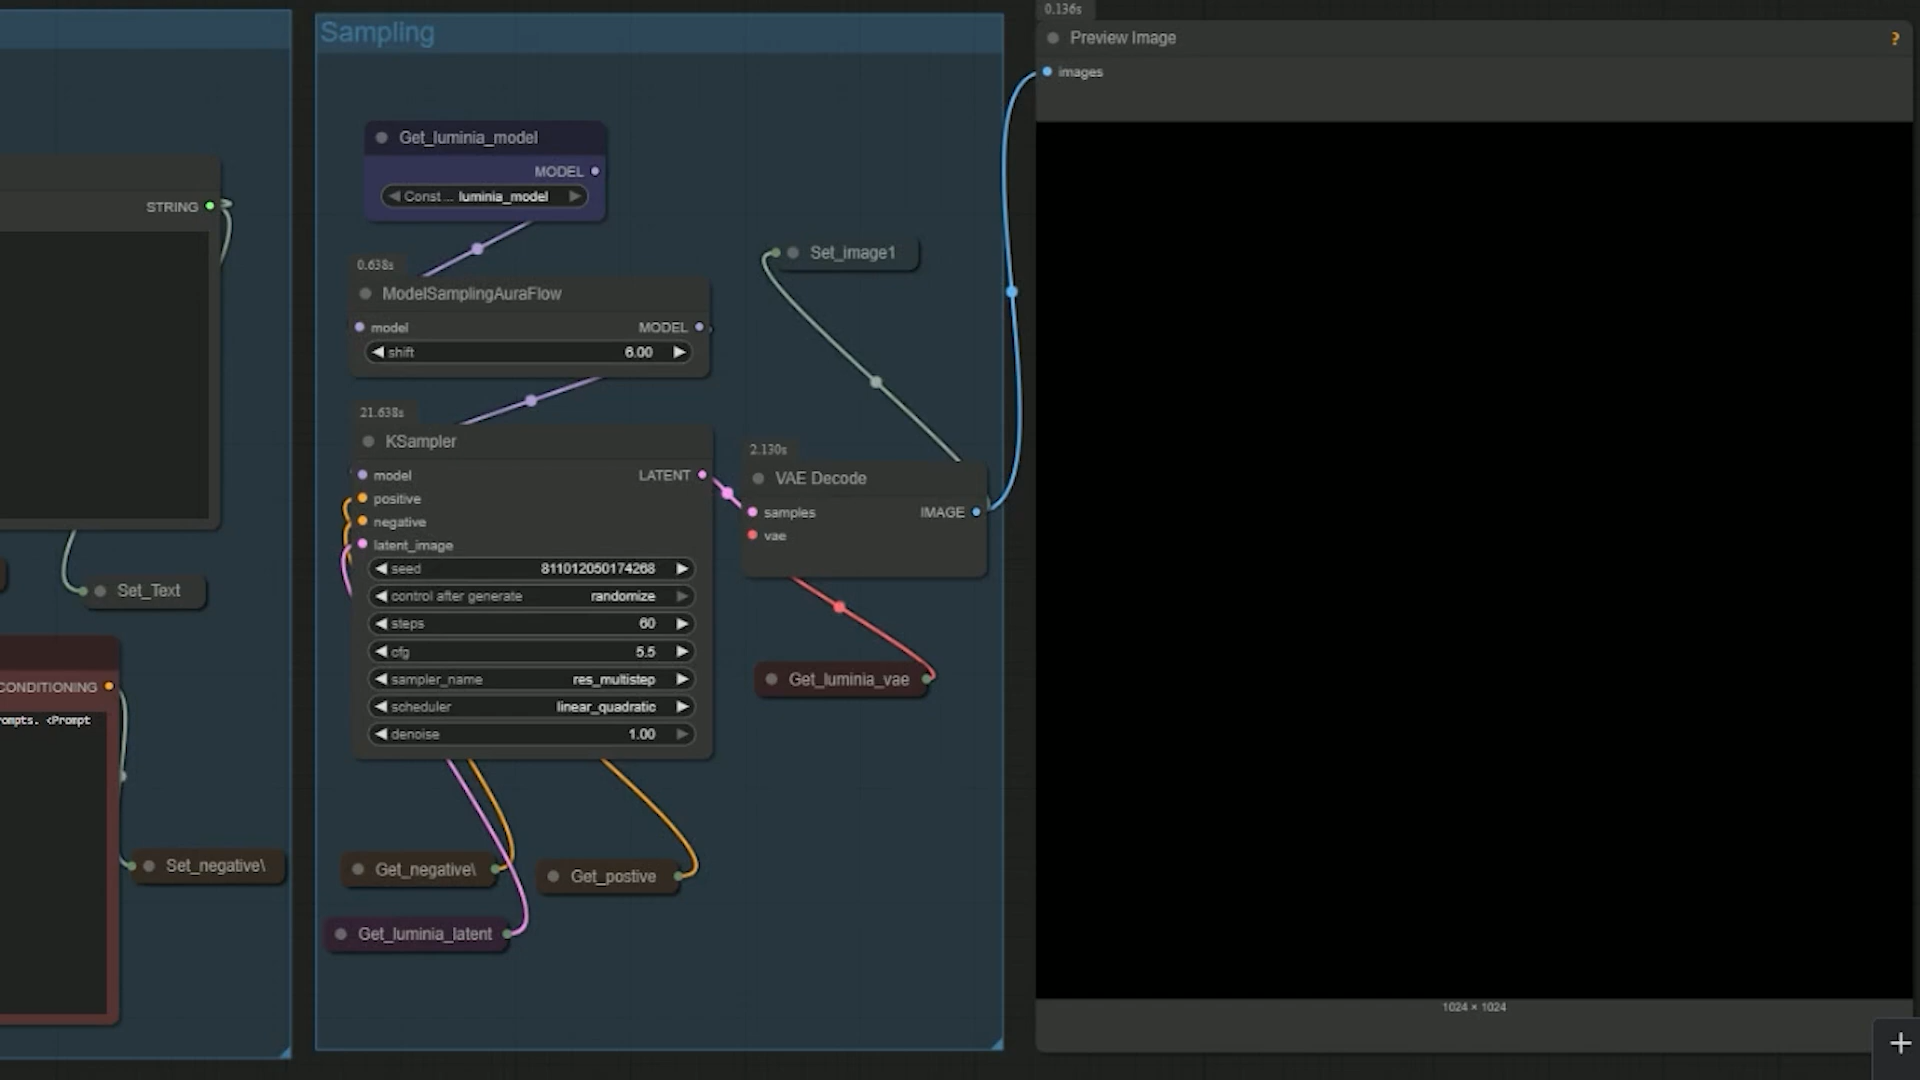 STRING
Set_Text
CONDITIONING
ompts. <Prompt
Set_negative\
Sampling
Get_luminia_model
MODEL
Const ... luminia_model
0.638s
ModelSamplingAuraFlow
model MODEL
shift 6.00
21.638s
KSampler
model LATENT
positive
negative
latent_image
seed 811012050174268
control after generate randomize
steps 60
cfg 5.5
sampler_name res_multistep
scheduler linear_quadratic
denoise 1.00
Get_negative\
Get_postive
Get_luminia_latent
Set_image1
2.130s
VAE Decode
samples IMAGE
vae
Get_luminia_vae
0.136s
Preview Image ?
images
1024 × 1024
+